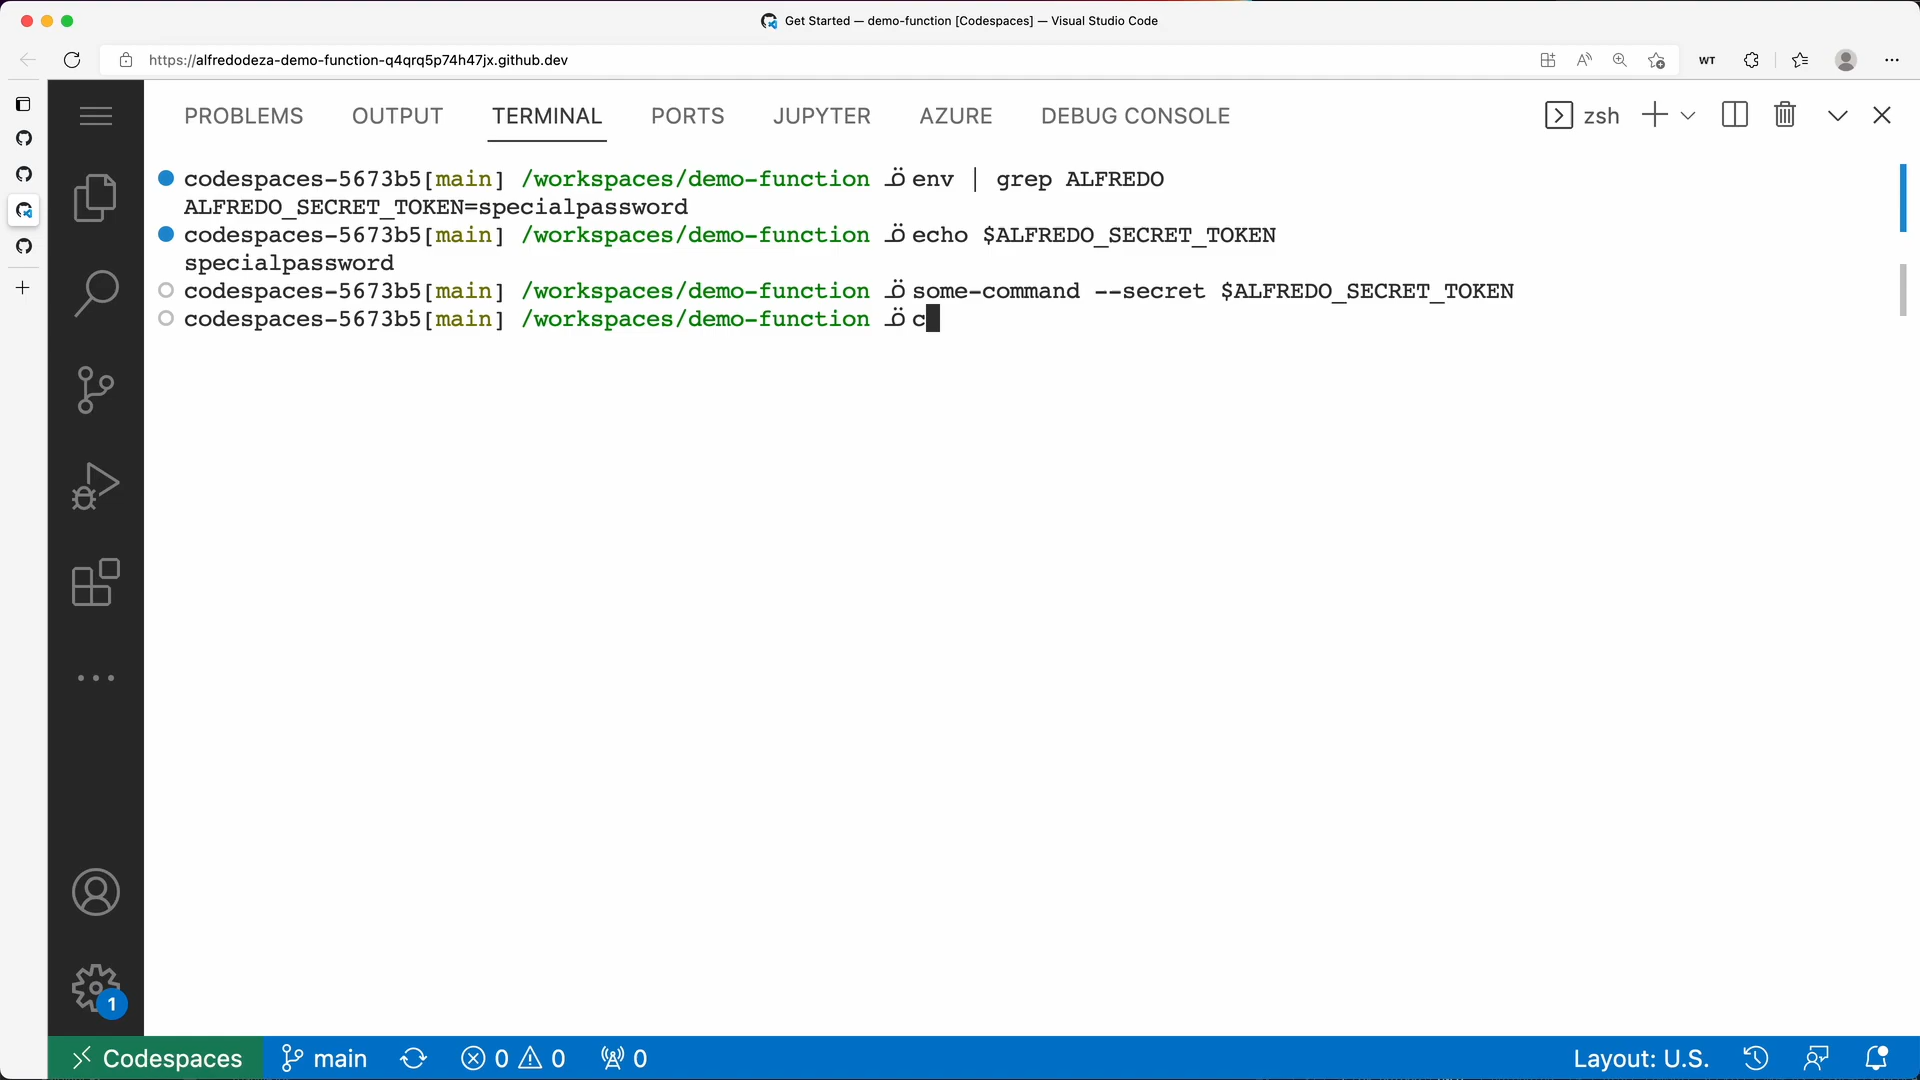 Get Started — demo-function [Codespaces] — Visual Studio Code
https://alfredodeza-demo-function-q4qrq5p74h47jx.github.dev
WT
PROBLEMS OUTPUT TERMINAL PORTS JUPYTER AZURE DEBUG CONSOLE zsh
codespaces-5673b5[main] /workspaces/demo-function env | grep ALFREDO
ALFREDO_SECRET_TOKEN=specialpassword
codespaces-5673b5[main] /workspaces/demo-function echo $ALFREDO_SECRET_TOKEN
specialpassword
codespaces-5673b5[main] /workspaces/demo-function some-command --secret $ALFREDO_SECRET_TOKEN
codespaces-5673b5[main] /workspaces/demo-function c
1
Codespaces main 0 0 0 Layout: U.S.